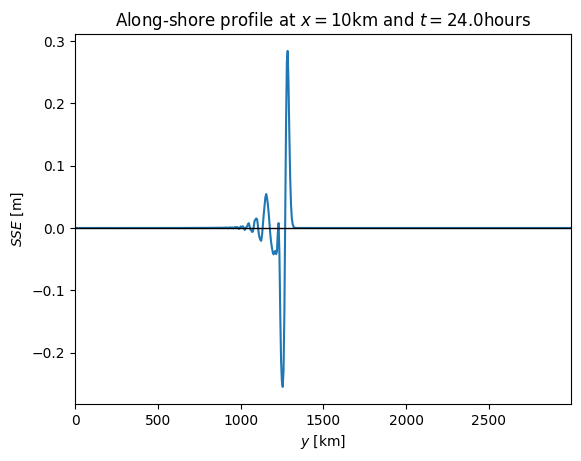 Along-shore profile at x = 10km and t = 24.0hours
SSE [m]
0.3
0.2
0.1
0.0
−0.1
−0.2
0 500 1000 1500 2000 2500
y [km]